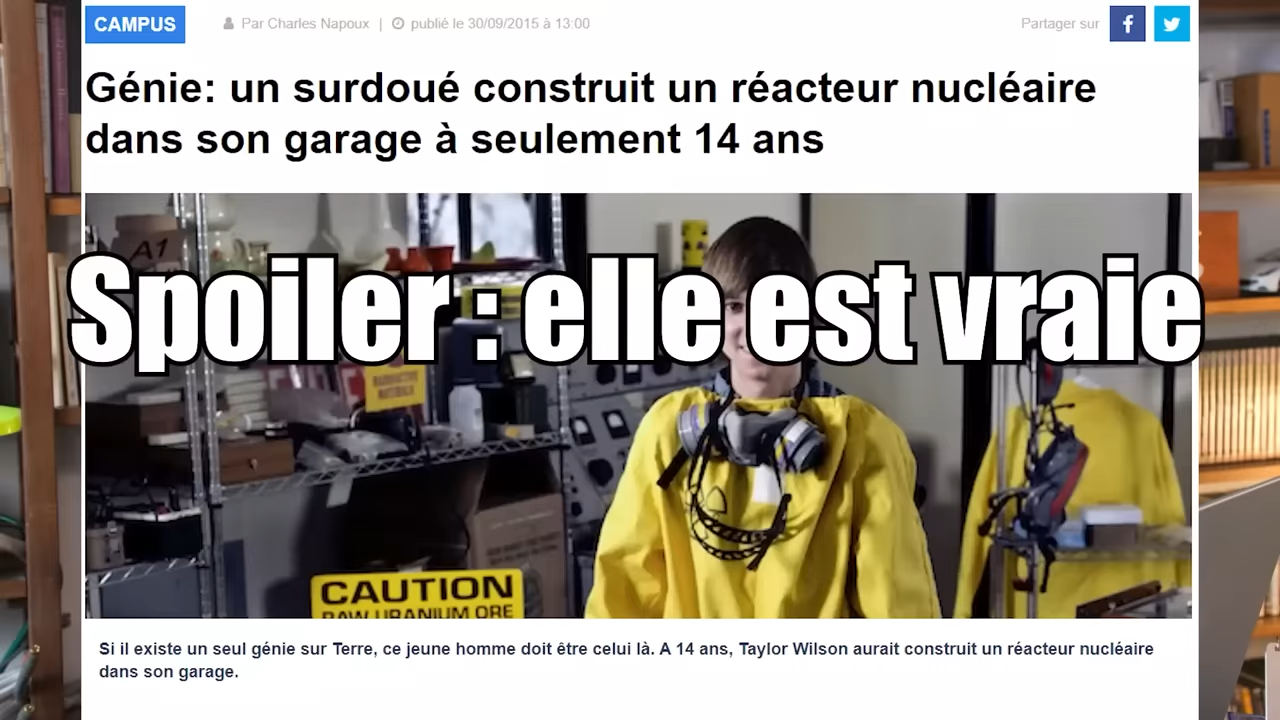 CAMPUS
Par Charles Napoux | publié le 30/09/2015 à 13:00
Partager sur
Génie: un surdoué construit un réacteur nucléaire
dans son garage à seulement 14 ans
A1
Spoiler : elle est vraie
RADIOACTIVE
MATERIALS
CAUTION
RAW URANIUM ORE
Si il existe un seul génie sur Terre, ce jeune homme doit être celui là. A 14 ans, Taylor Wilson aurait construit un réacteur nucléaire
dans son garage.